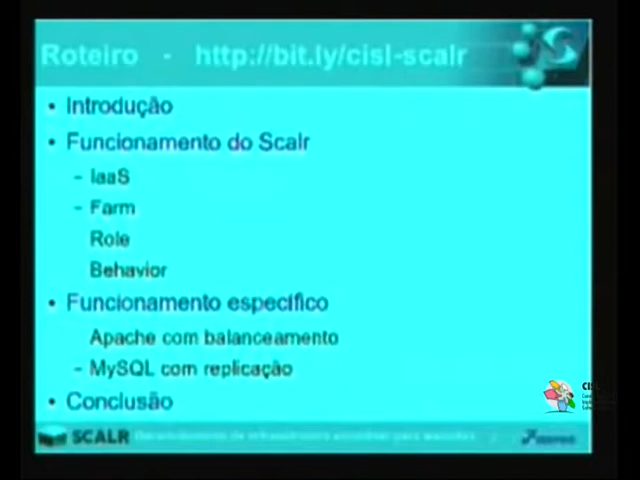 Roteiro - http://bit.ly/cisl-scalr
• Introdução
• Funcionamento do Scalr
- IaaS
- Farm
Role
Behavior
• Funcionamento específico
Apache com balanceamento
- MySQL com replicação
• Conclusão
SCALR